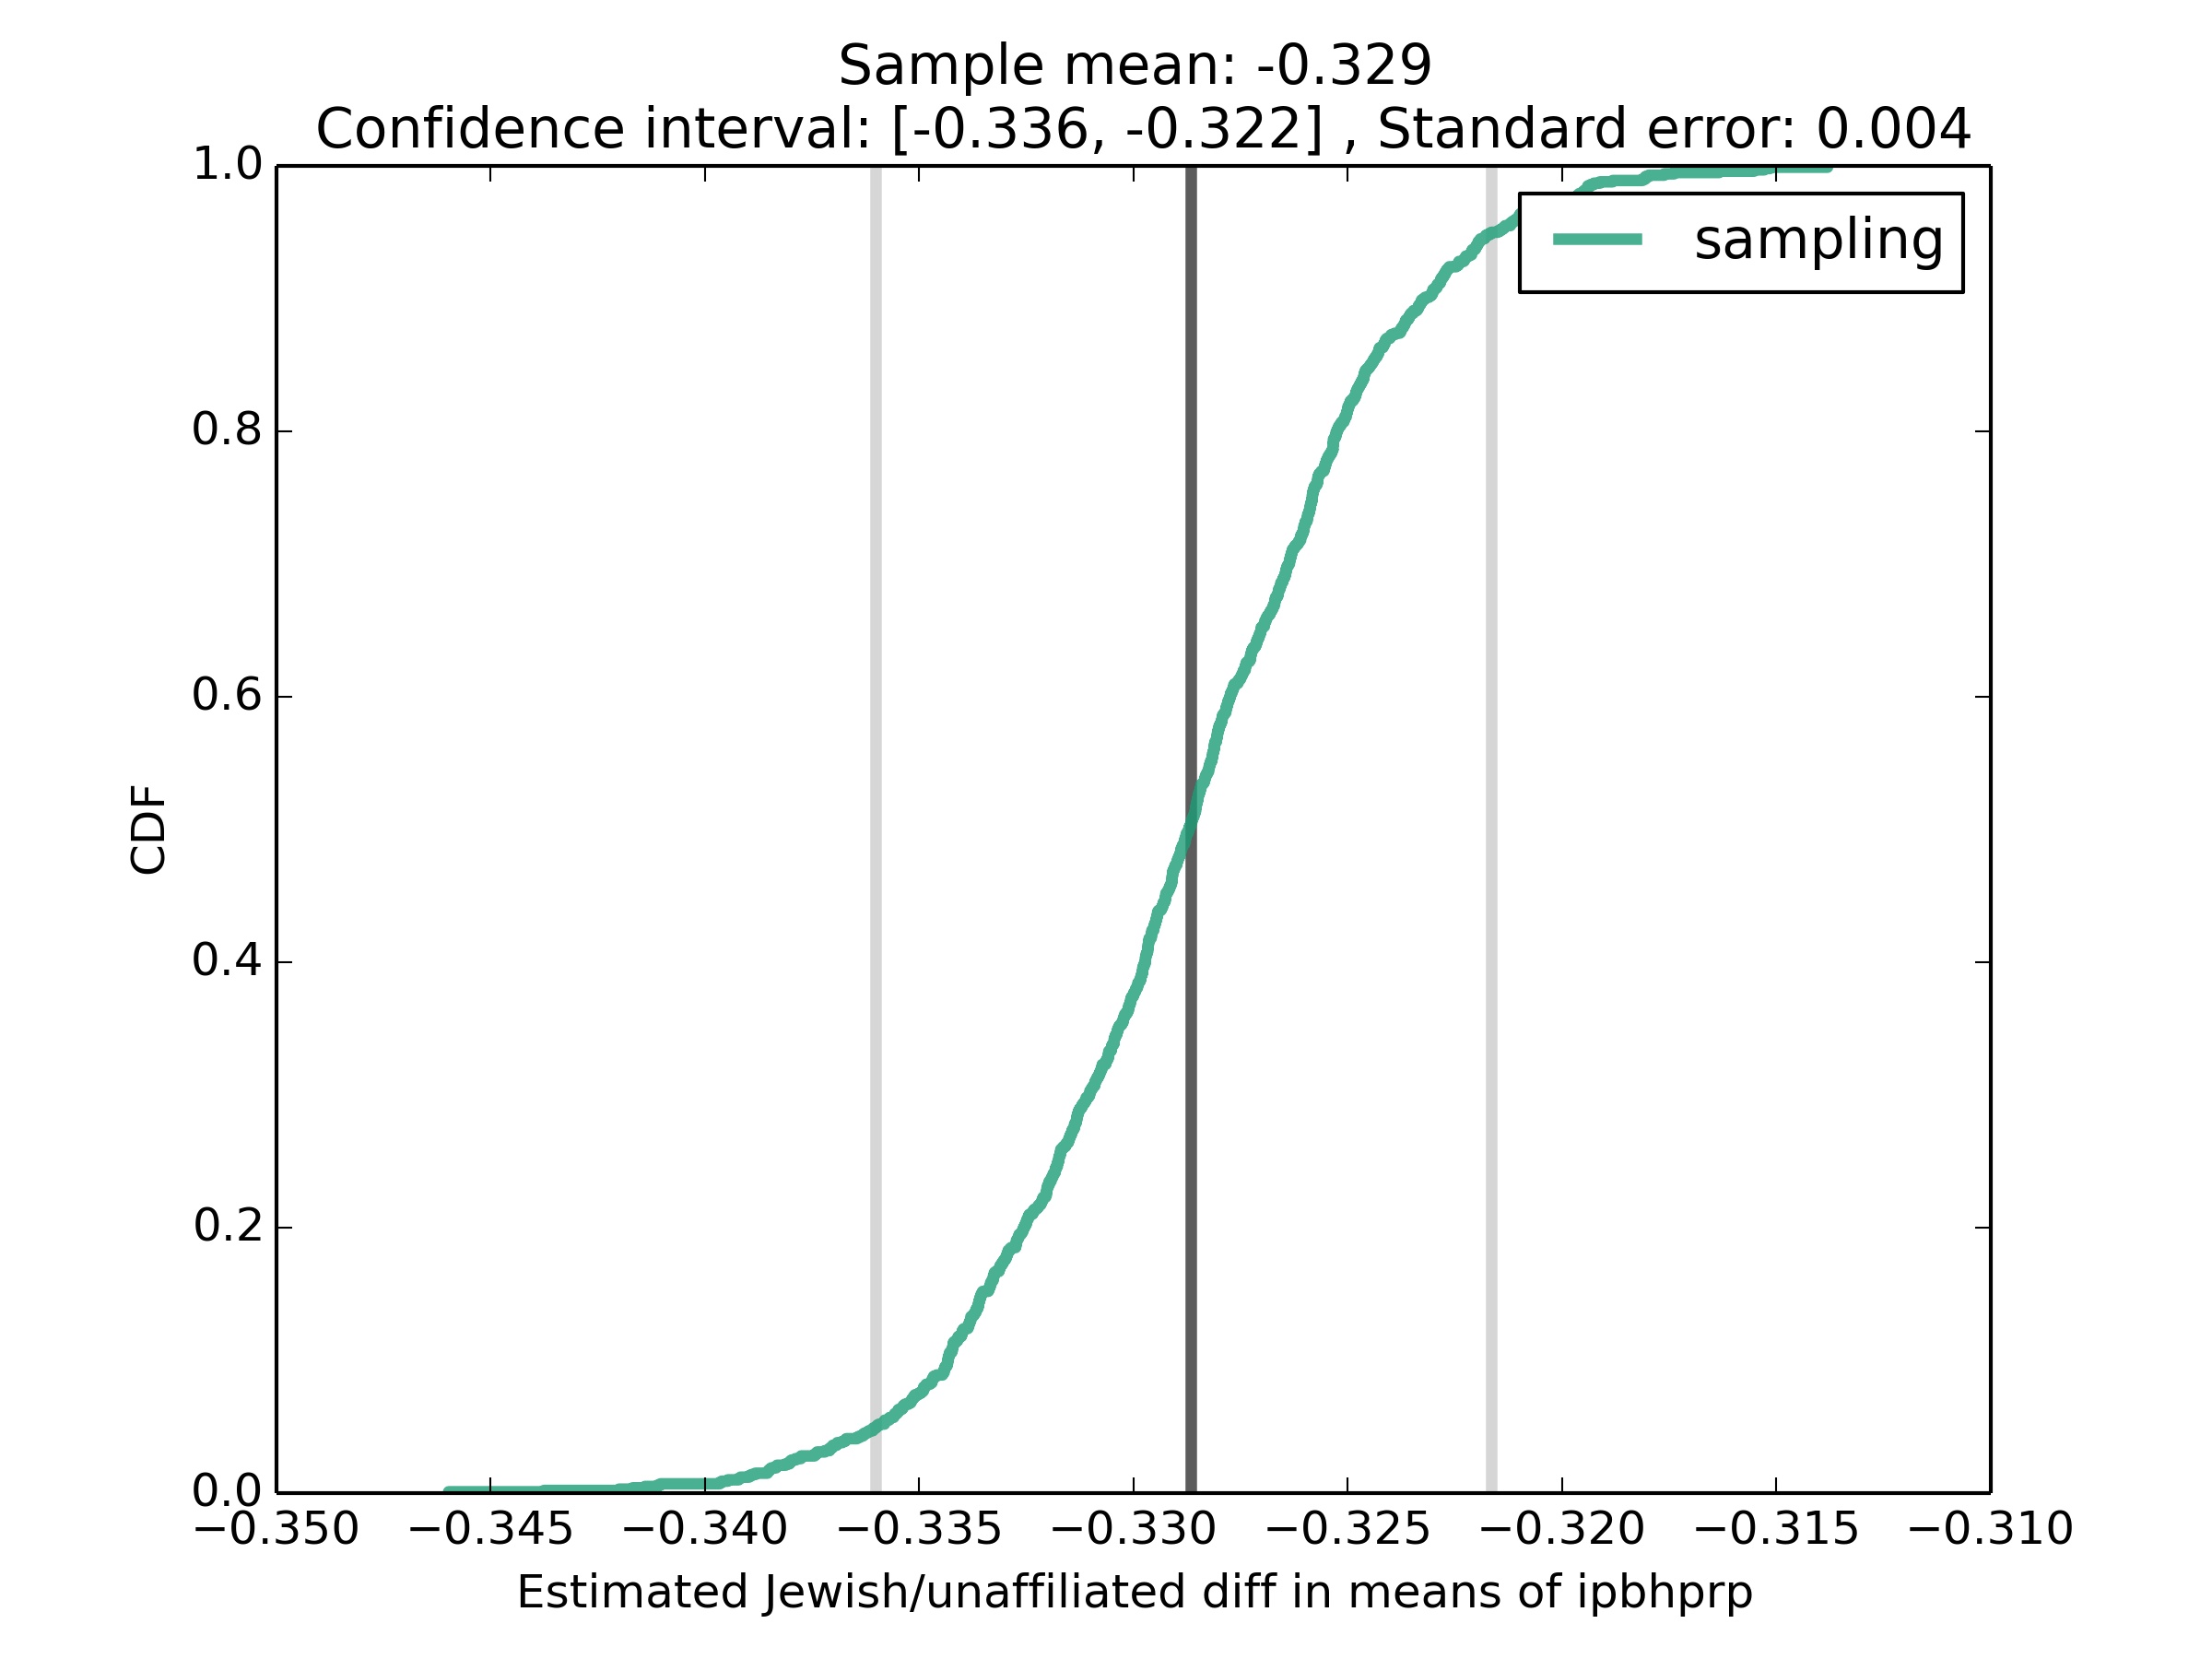 Sample mean: -0.329
Confidence interval: [-0.336, -0.322] , Standard error: 0.004
sampling
1.0
0.8
0.6
0.4
0.2
0.0
CDF
−0.350 −0.345 −0.340 −0.335 −0.330 −0.325 −0.320 −0.315 −0.310
Estimated Jewish/unaffiliated diff in means of ipbhprp